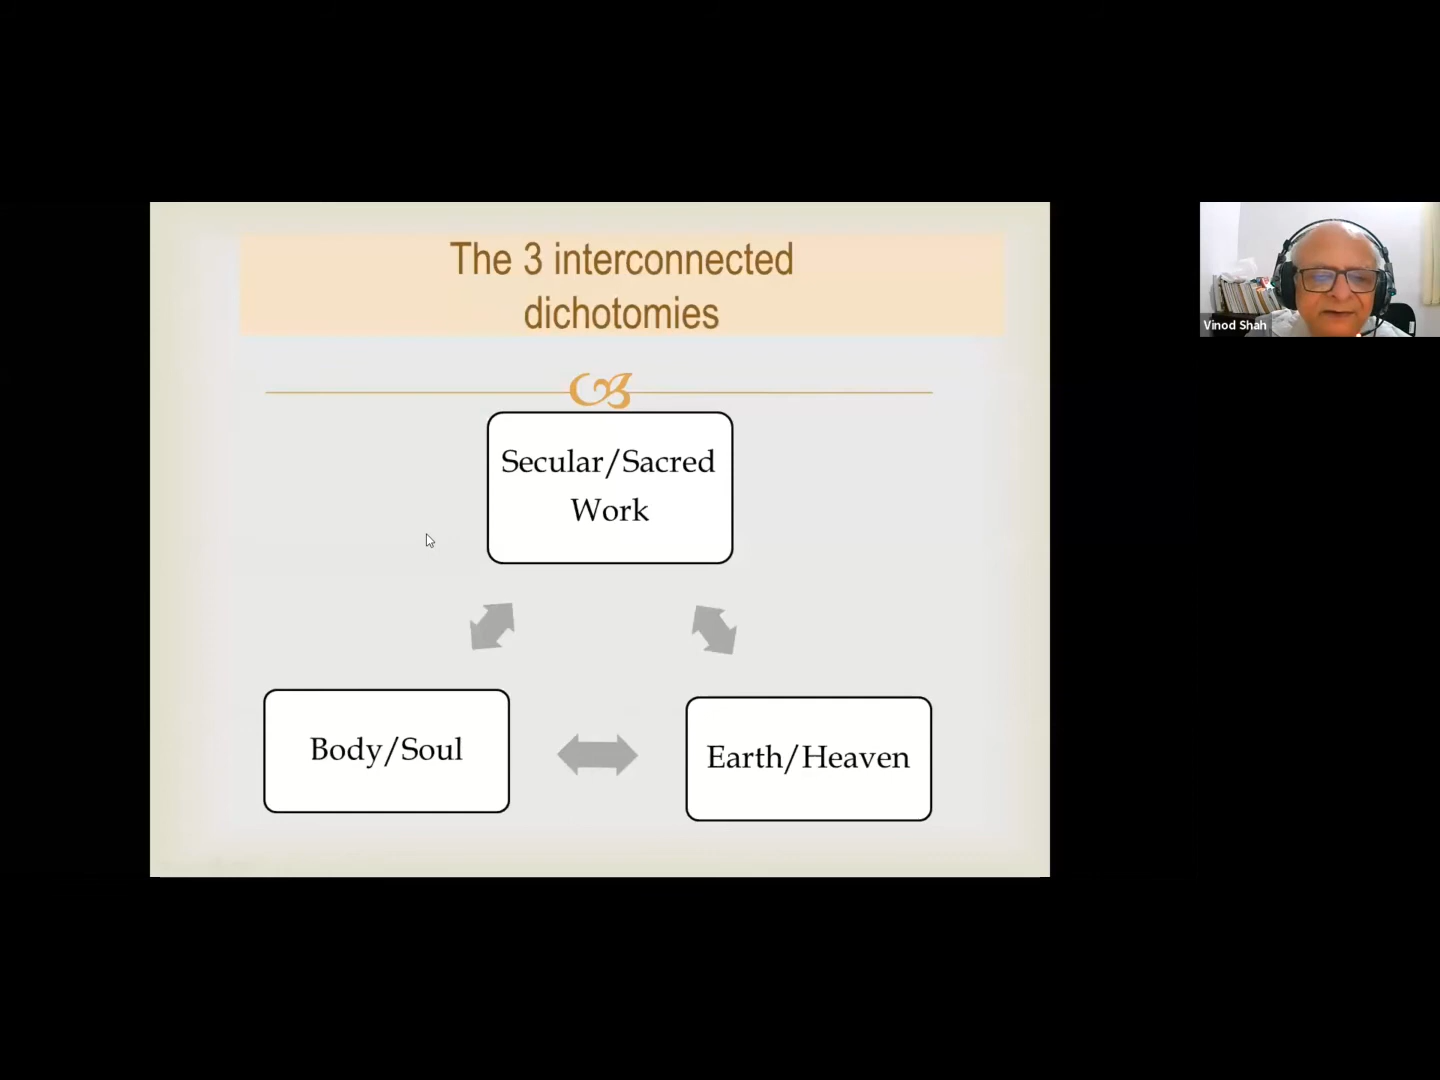 The 3 interconnected
dichotomies
Secular/Sacred
Work
Body/Soul
Earth/Heaven
Vinod Shah